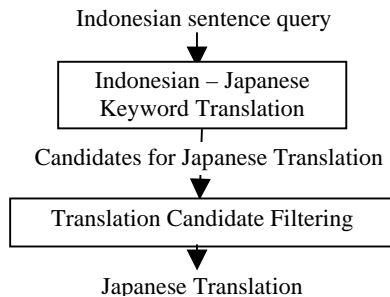 Indonesian sentence query
Indonesian – Japanese
Keyword Translation
Candidates for Japanese Translation
Translation Candidate Filtering
Japanese Translation